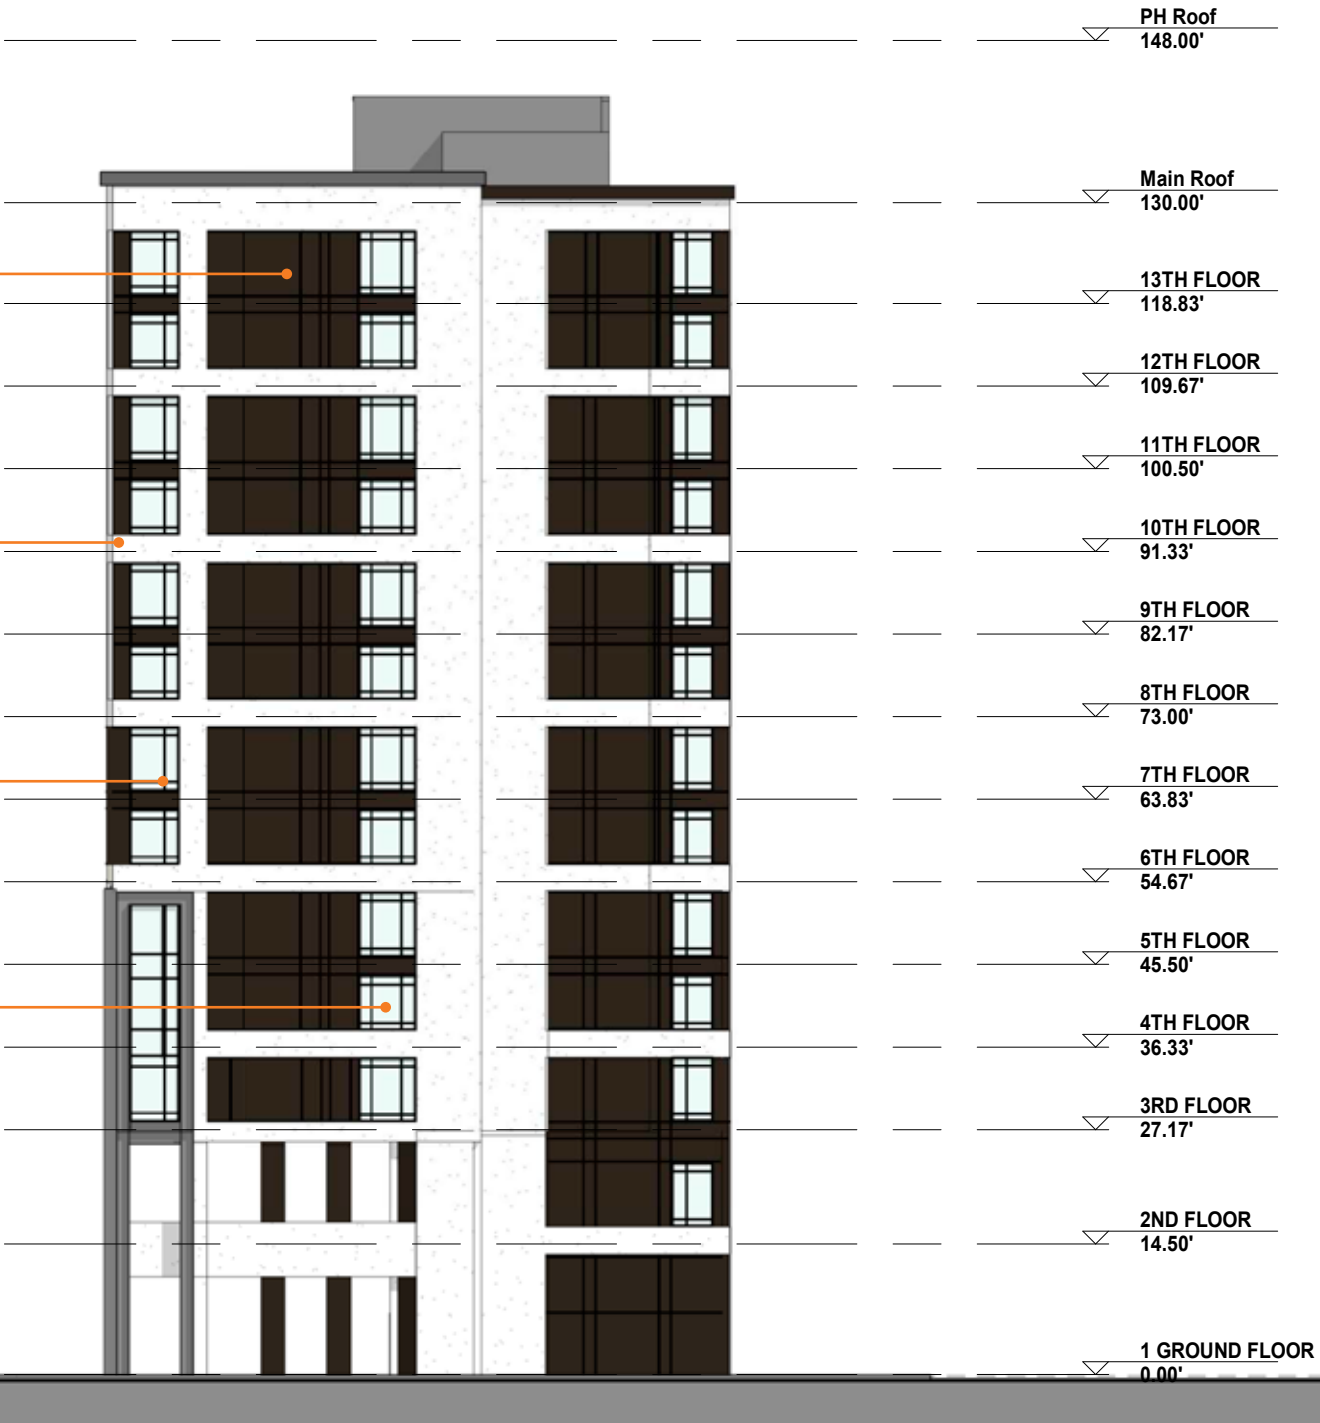 PH Roof
148.00'
Main Roof
130.00'
13TH FLOOR
118.83'
12TH FLOOR
109.67'
11TH FLOOR
100.50'
10TH FLOOR
91.33'
9TH FLOOR
82.17'
8TH FLOOR
73.00'
7TH FLOOR
63.83'
6TH FLOOR
54.67'
5TH FLOOR
45.50'
4TH FLOOR
36.33'
3RD FLOOR
27.17'
2ND FLOOR
14.50'
1 GROUND FLOOR
0.00'